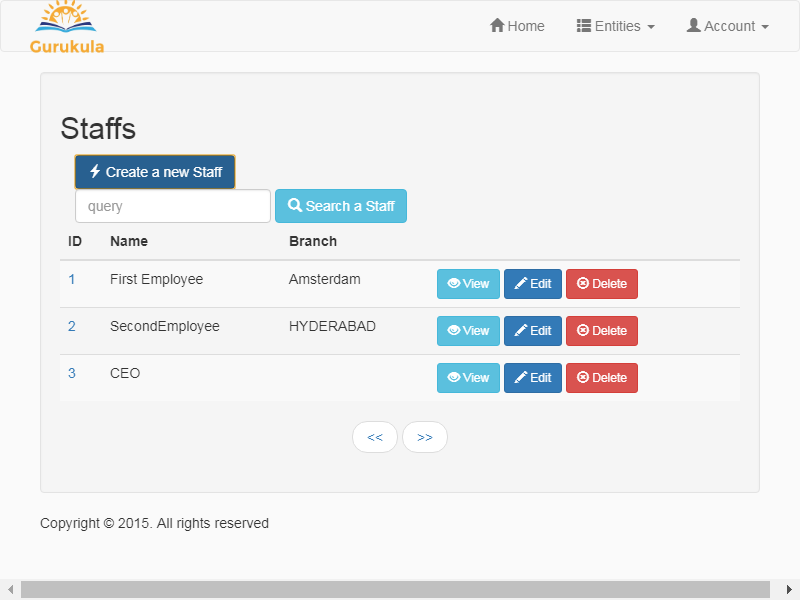 Gurukula
Home Entities Account
Staffs
Create a new Staff
query Search a Staff
ID Name Branch
1 First Employee Amsterdam View Edit Delete
2 SecondEmployee HYDERABAD View Edit Delete
3 CEO View Edit Delete
<< >>
Copyright © 2015. All rights reserved